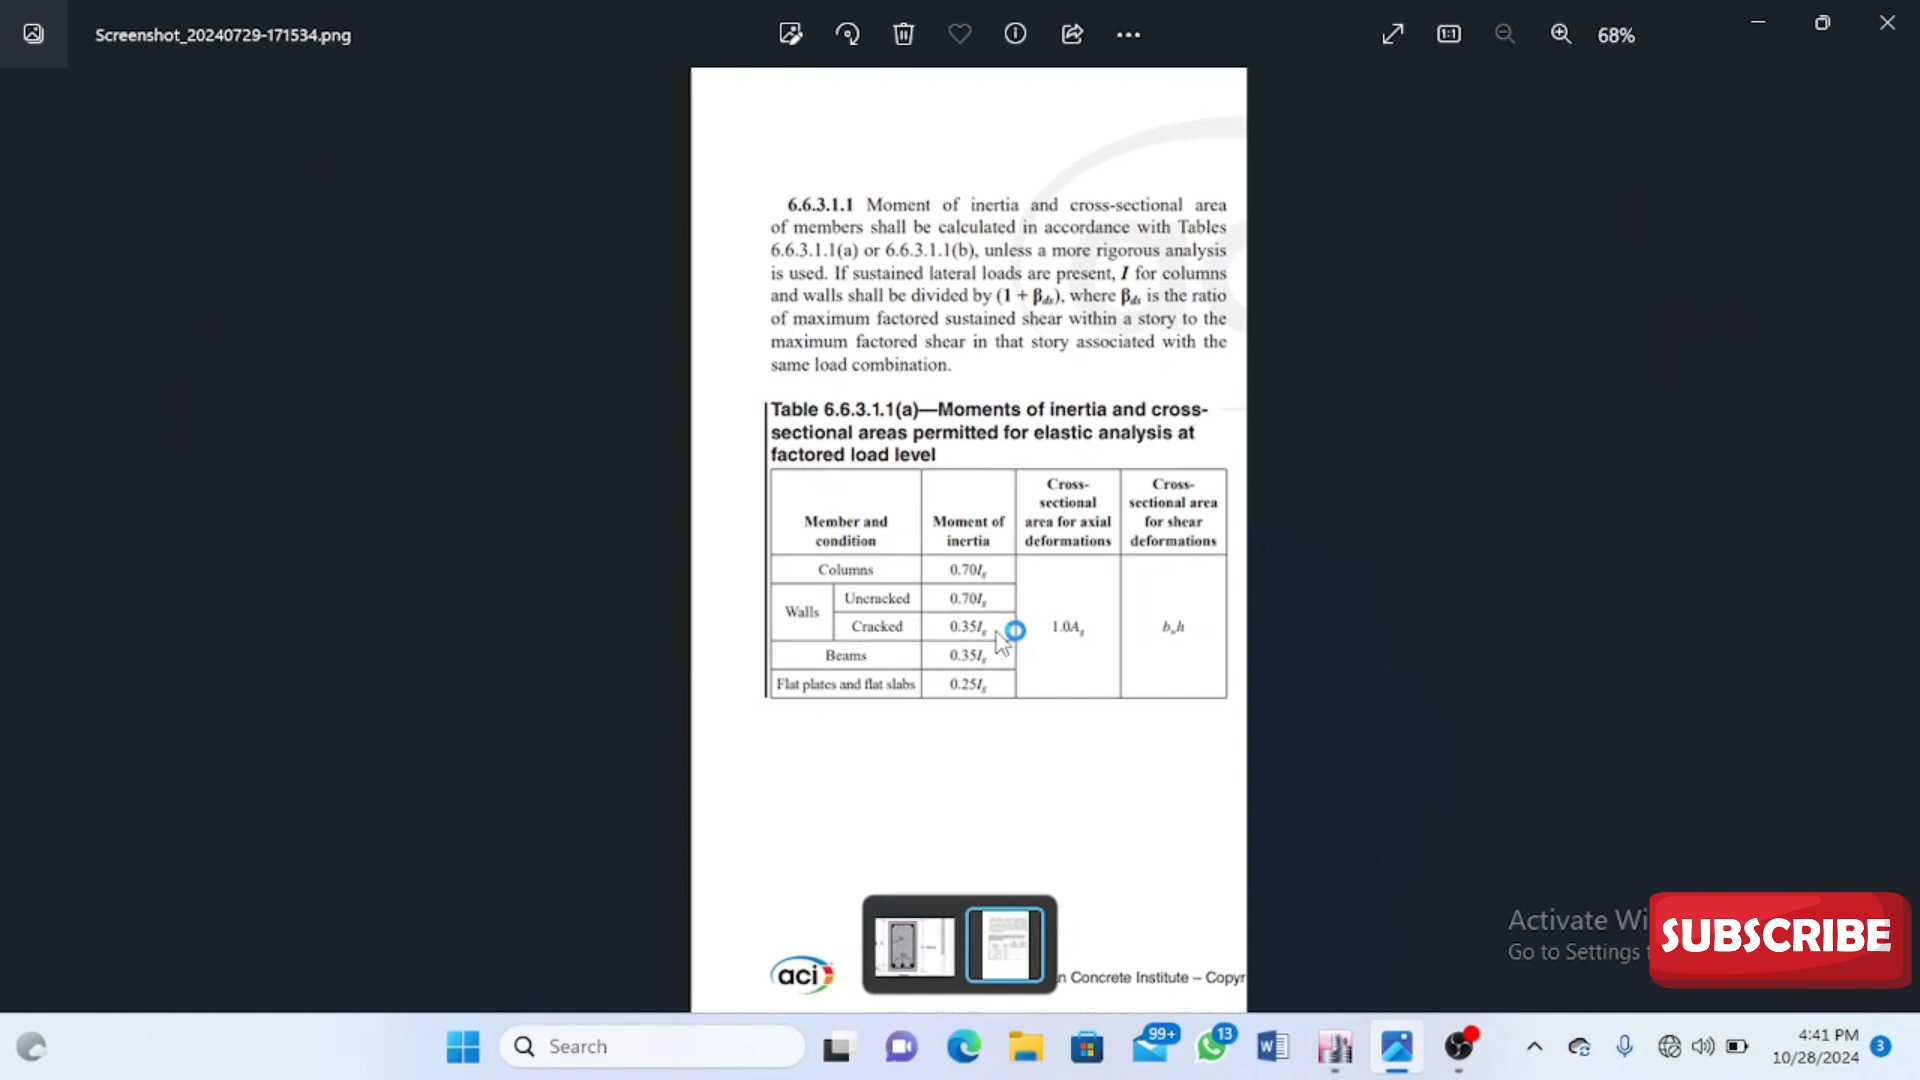 Screenshot_20240729-171534.png
68%
6.6.3.1.1 Moment of inertia and cross-sectional area
of members shall be calculated in accordance with Tables
6.6.3.1.1(a) or 6.6.3.1.1(b), unless a more rigorous analysis
is used. If sustained lateral loads are present, I for columns
and walls shall be divided by (1 + βds), where βds is the ratio
of maximum factored sustained shear within a story to the
maximum factored shear in that story associated with the
same load combination.
Table 6.6.3.1.1(a)—Moments of inertia and cross-
sectional areas permitted for elastic analysis at
factored load level
Member and
condition
Moment of
inertia
Cross-
sectional
area for axial
deformations
Cross-
sectional area
for shear
deformations
Columns
0.70Ig
Walls
Uncracked
0.70Ig
Cracked
0.35Ig
1.0Ag
bwh
Beams
0.35Ig
Flat plates and flat slabs
0.25Ig
aci
n Concrete Institute – Copyr
Activate Wi
Go to Settings t
SUBSCRIBE
Search
99+
13
4:41 PM
10/28/2024
3